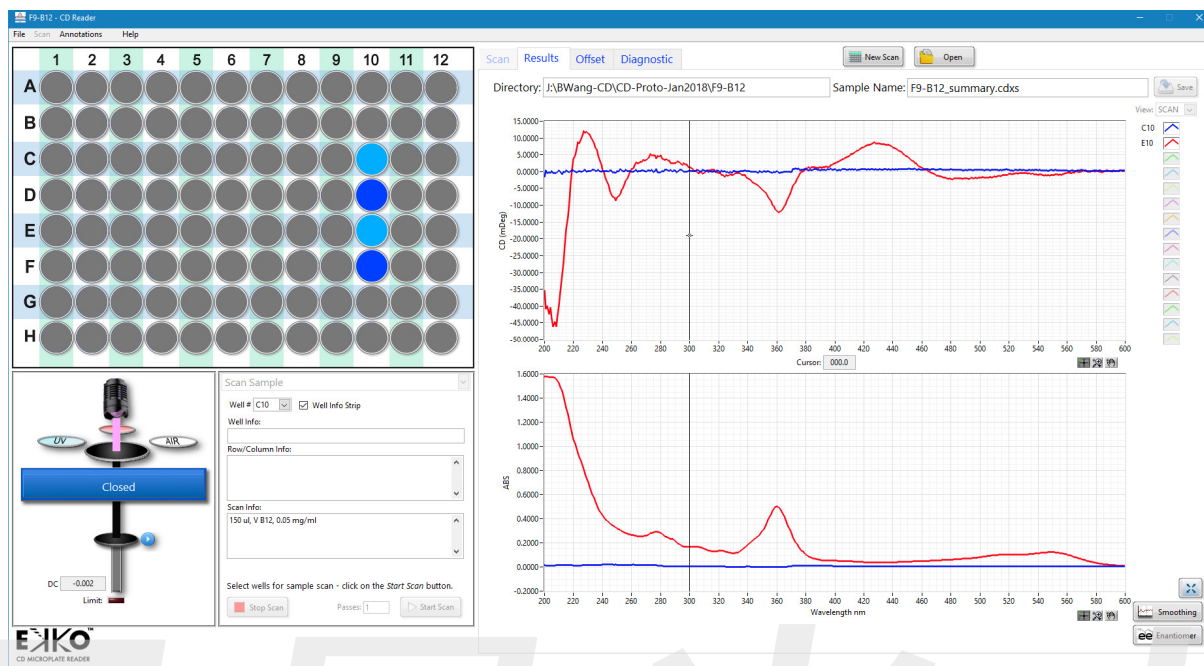 F9-B12 - CD Reader
File Scan Annotations Help
1 2 3 4 5 6 7 8 9 10 11 12
A
B
C
D
E
F
G
H
Scan Results Offset Diagnostic
New Scan Open
Directory: J:\BWang-CD\CD-Proto-Jan2018\F9-B12 Sample Name: F9-B12_summary.cdxs Save
View: SCAN
C10
E10
CD (mDeg)
15.0000
10.0000
5.0000
0.0000
-5.0000
-10.0000
-15.0000
-20.0000
-25.0000
-30.0000
-35.0000
-40.0000
-45.0000
-50.0000
200 220 240 260 280 300 320 340 360 380 400 420 440 460 480 500 520 540 560 580 600
Cursor: 000.0
ABS
1.6000
1.4000
1.2000
1.0000
0.8000
0.6000
0.4000
0.2000
0.0000
-0.2000
200 220 240 260 280 300 320 340 360 380 400 420 440 460 480 500 520 540 560 580 600
Wavelength nm
Smoothing
ee Enantiomer
UV AIR
Closed
DC -0.002
Limit:
Scan Sample
Well # C10 Well Info Strip
Well Info:
Row/Column Info:
Scan Info:
150 ul, V B12, 0.05 mg/ml
Select wells for sample scan - click on the Start Scan button.
Stop Scan Passes: 1 Start Scan
EKKO
CD MICROPLATE READER